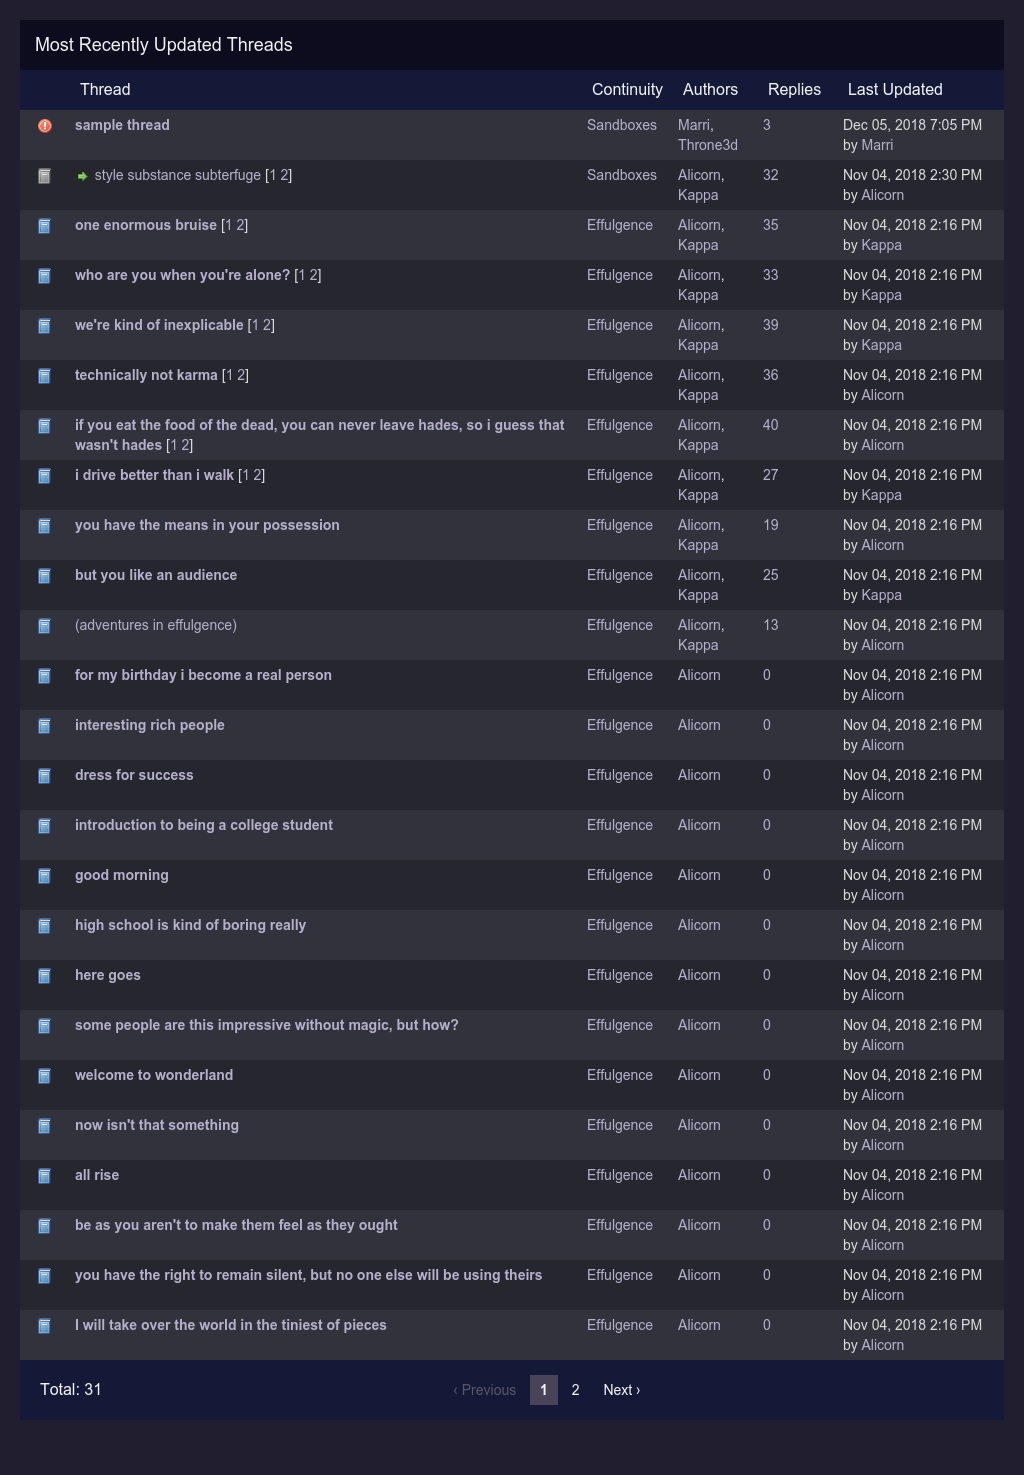 Most Recently Updated Threads
Thread Continuity Authors Replies Last Updated
sample thread Sandboxes Marri, 3 Dec 05, 2018 7:05 PM
Throne3d by Marri
style substance subterfuge [1 2] Sandboxes Alicorn, 32 Nov 04, 2018 2:30 PM
Kappa by Alicorn
one enormous bruise [1 2] Effulgence Alicorn, 35 Nov 04, 2018 2:16 PM
Kappa by Kappa
who are you when you're alone? [1 2] Effulgence Alicorn, 33 Nov 04, 2018 2:16 PM
Kappa by Kappa
we're kind of inexplicable [1 2] Effulgence Alicorn, 39 Nov 04, 2018 2:16 PM
Kappa by Kappa
technically not karma [1 2] Effulgence Alicorn, 36 Nov 04, 2018 2:16 PM
Kappa by Alicorn
if you eat the food of the dead, you can never leave hades, so i guess that Effulgence Alicorn, 40 Nov 04, 2018 2:16 PM
wasn't hades [1 2] Kappa by Alicorn
i drive better than i walk [1 2] Effulgence Alicorn, 27 Nov 04, 2018 2:16 PM
Kappa by Kappa
you have the means in your possession Effulgence Alicorn, 19 Nov 04, 2018 2:16 PM
Kappa by Alicorn
but you like an audience Effulgence Alicorn, 25 Nov 04, 2018 2:16 PM
Kappa by Kappa
(adventures in effulgence) Effulgence Alicorn, 13 Nov 04, 2018 2:16 PM
Kappa by Alicorn
for my birthday i become a real person Effulgence Alicorn 0 Nov 04, 2018 2:16 PM
by Alicorn
interesting rich people Effulgence Alicorn 0 Nov 04, 2018 2:16 PM
by Alicorn
dress for success Effulgence Alicorn 0 Nov 04, 2018 2:16 PM
by Alicorn
introduction to being a college student Effulgence Alicorn 0 Nov 04, 2018 2:16 PM
by Alicorn
good morning Effulgence Alicorn 0 Nov 04, 2018 2:16 PM
by Alicorn
high school is kind of boring really Effulgence Alicorn 0 Nov 04, 2018 2:16 PM
by Alicorn
here goes Effulgence Alicorn 0 Nov 04, 2018 2:16 PM
by Alicorn
some people are this impressive without magic, but how? Effulgence Alicorn 0 Nov 04, 2018 2:16 PM
by Alicorn
welcome to wonderland Effulgence Alicorn 0 Nov 04, 2018 2:16 PM
by Alicorn
now isn't that something Effulgence Alicorn 0 Nov 04, 2018 2:16 PM
by Alicorn
all rise Effulgence Alicorn 0 Nov 04, 2018 2:16 PM
by Alicorn
be as you aren't to make them feel as they ought Effulgence Alicorn 0 Nov 04, 2018 2:16 PM
by Alicorn
you have the right to remain silent, but no one else will be using theirs Effulgence Alicorn 0 Nov 04, 2018 2:16 PM
by Alicorn
I will take over the world in the tiniest of pieces Effulgence Alicorn 0 Nov 04, 2018 2:16 PM
by Alicorn
Total: 31 ‹ Previous 1 2 Next ›